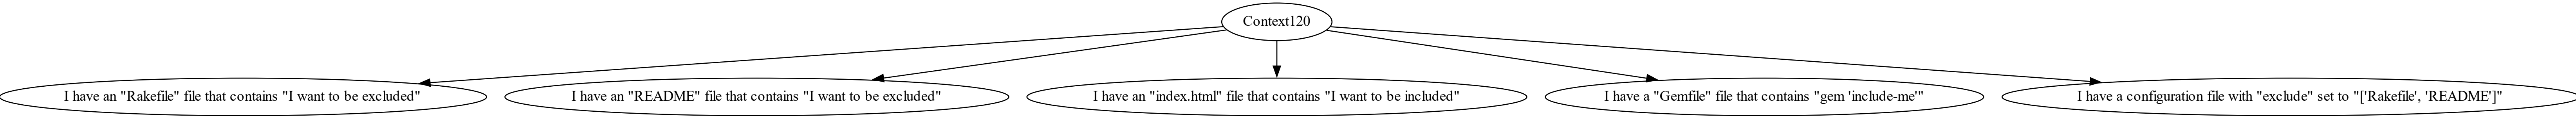 Context120
I have an "Rakefile" file that contains "I want to be excluded"
I have an "README" file that contains "I want to be excluded"
I have an "index.html" file that contains "I want to be included"
I have a "Gemfile" file that contains "gem 'include-me'"
I have a configuration file with "exclude" set to "['Rakefile', 'README']"